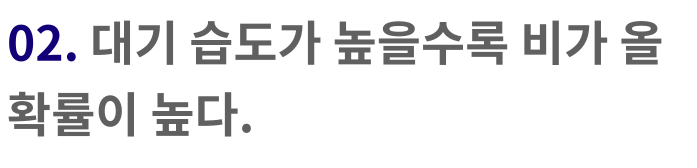 02. 대기 습도가 높을수록 비가 올
확률이 높다.